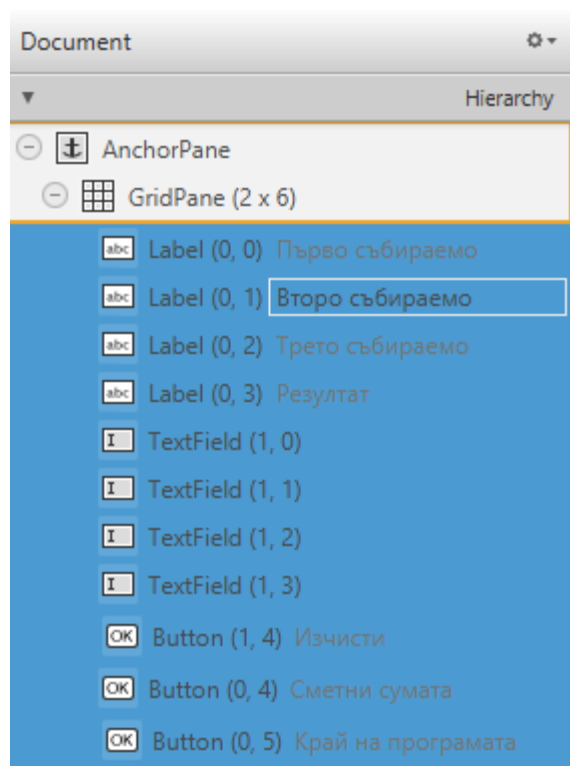 Document
Hierarchy
AnchorPane
GridPane (2 x 6)
abc Label (0, 0) Първо събираемо
abc Label (0, 1) Второ събираемо
abc Label (0, 2) Трето събираемо
abc Label (0, 3) Резултат
I TextField (1, 0)
I TextField (1, 1)
I TextField (1, 2)
I TextField (1, 3)
OK Button (1, 4) Изчисти
OK Button (0, 4) Сметни сумата
OK Button (0, 5) Край на програмата